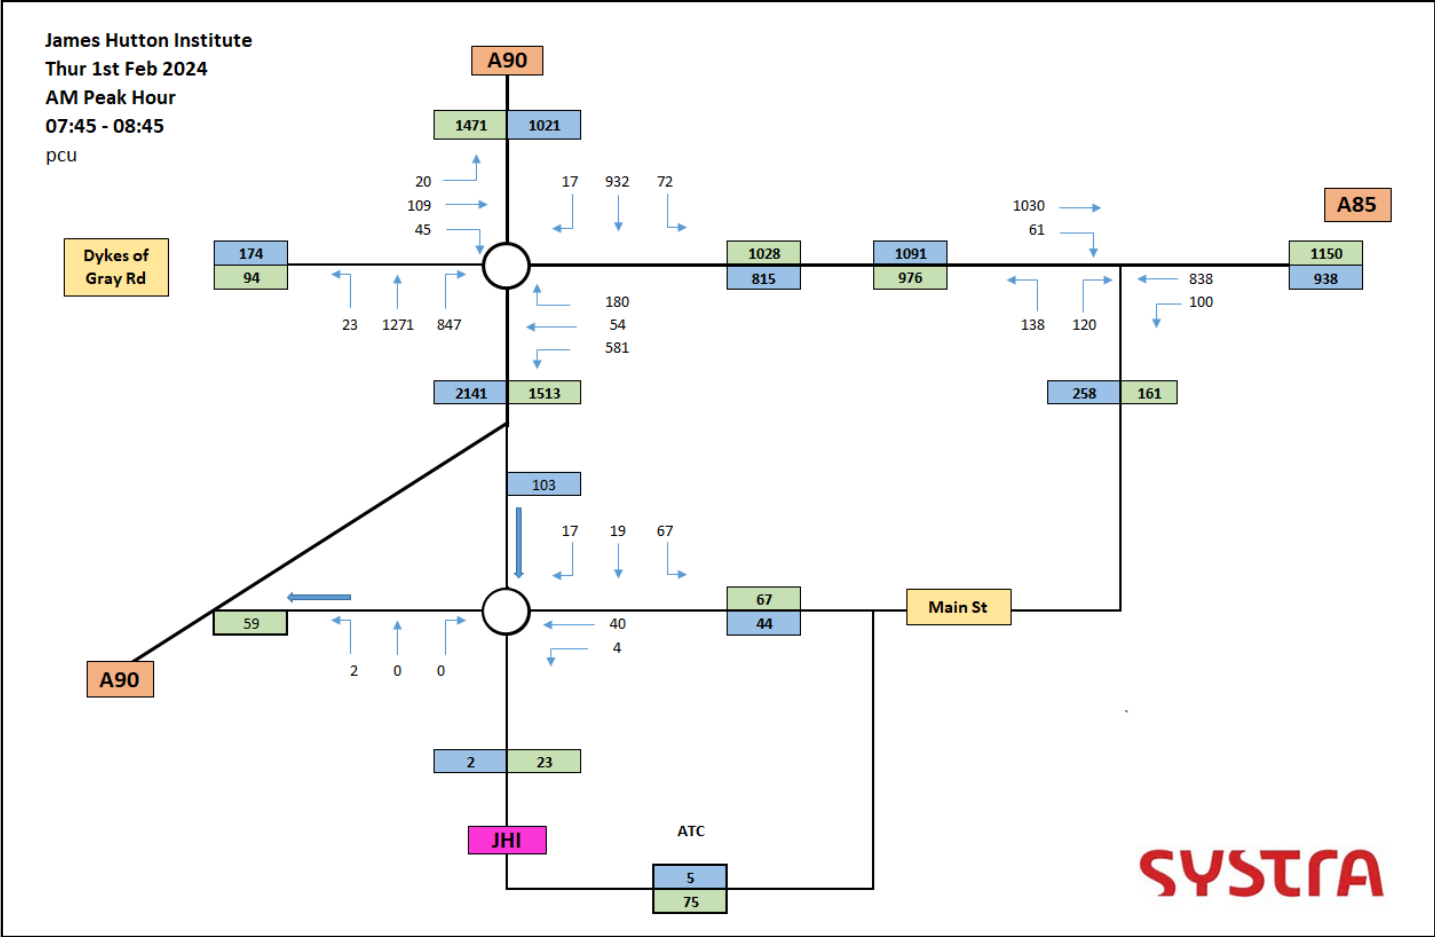 James Hutton Institute
Thur 1st Feb 2024
AM Peak Hour
07:45 - 08:45
pcu
A90
1471 1021
20
109
45
17 932 72
1030
61
A85
Dykes of
Gray Rd
174
94
1028
815
1091
976
1150
938
23 1271 847
180
54
581
138 120
838
100
2141 1513
258 161
103
17 19 67
59
40
4
67
44
Main St
A90
2 0 0
`
2 23
JHI
ATC
5
75
SYSTRA